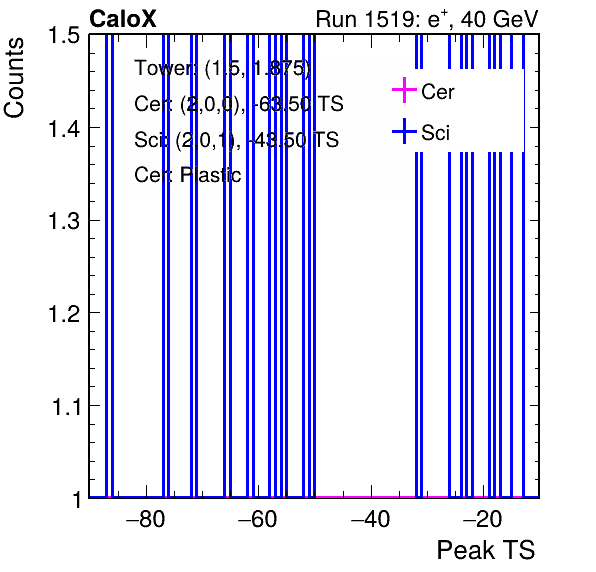 CaloX Run 1519: e+, 40 GeV
Counts
1.5
1.4
1.3
1.2
1.1
1
Tower: (1.5, 1.875)
Cer: (2,0,0), -63.50 TS
Sci: (2,0,1), -43.50 TS
Cer: Plastic
Cer
Sci
−80 −60 −40 −20
Peak TS